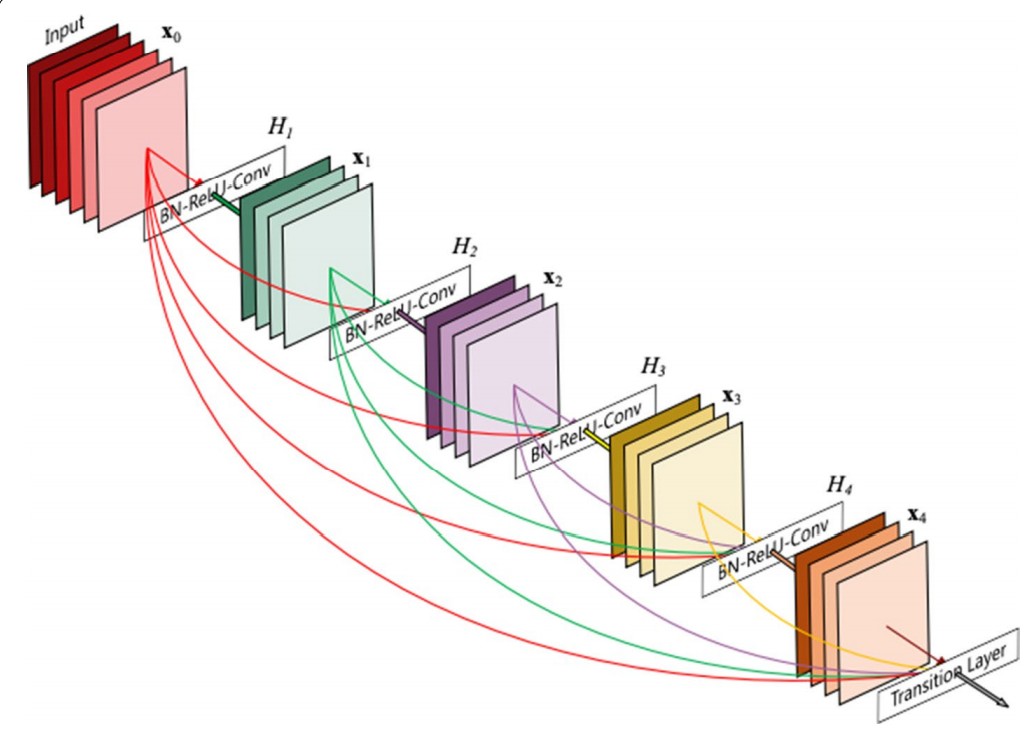 Input
x0
H1
BN-ReLU-Conv
x1
H2
BN-ReLU-Conv
x2
H3
BN-ReLU-Conv
x3
H4
BN-ReLU-Conv
x4
Transition Layer